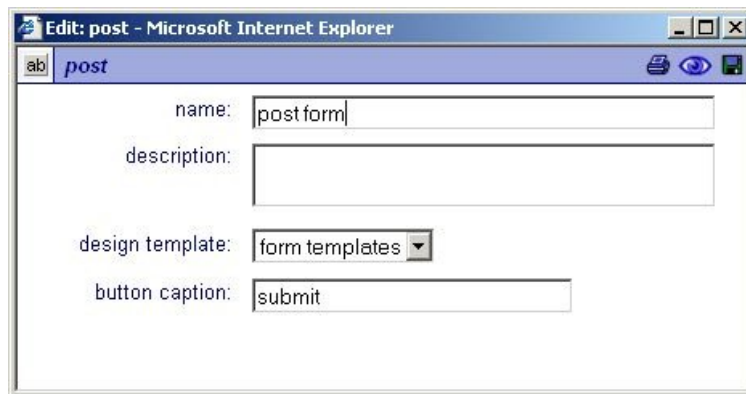 Edit: post - Microsoft Internet Explorer
ab post
name: post form
description:
design template: form templates
button caption: submit